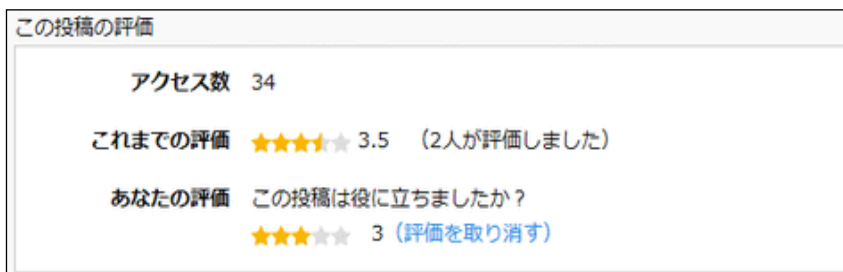 この投稿の評価
アクセス数 34
これまでの評価 3.5 （2人が評価しました）
あなたの評価 この投稿は役に立ちましたか？
3（評価を取り消す）